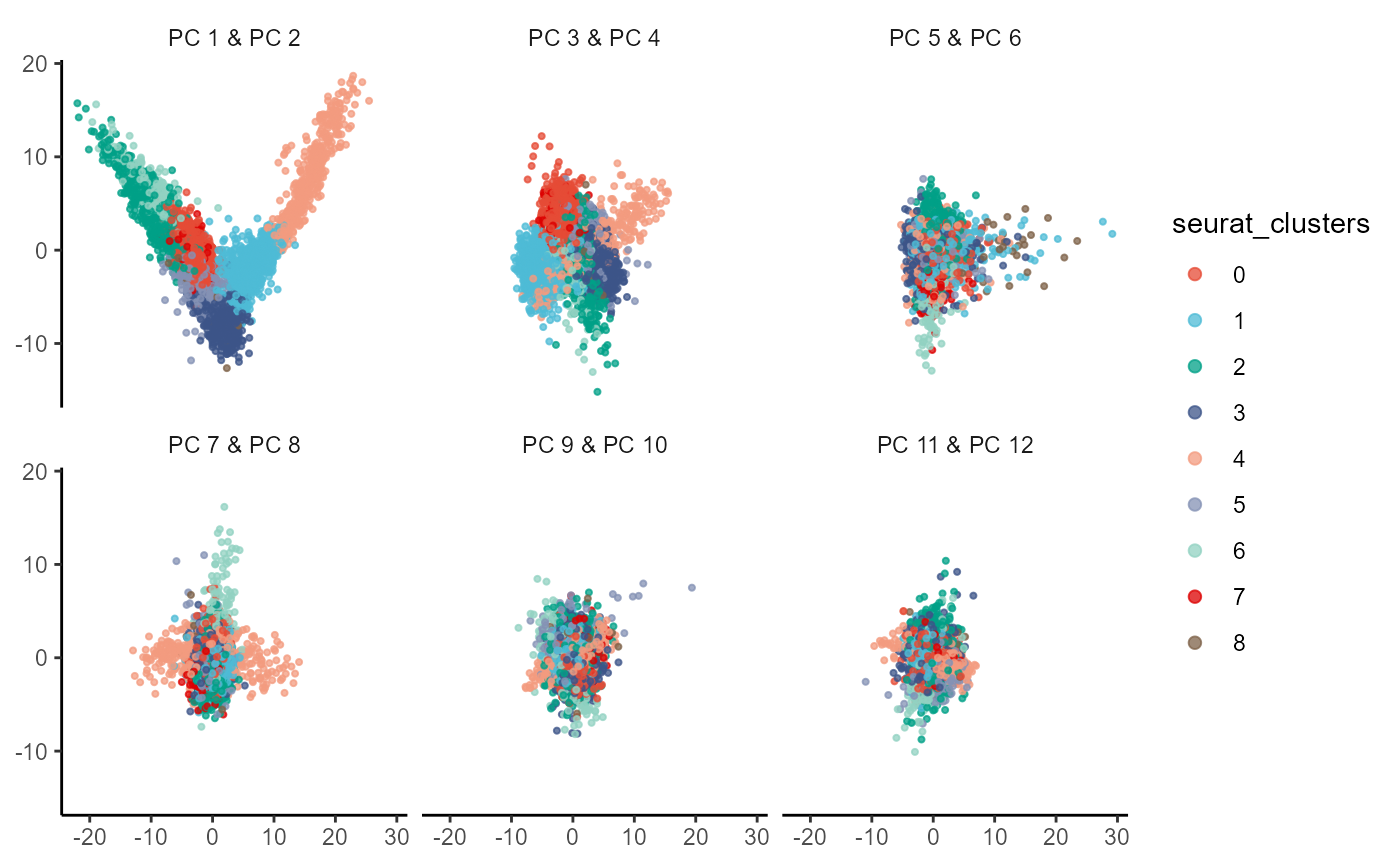 PC 1 & PC 2
PC 3 & PC 4
PC 5 & PC 6
20
10
0
-10
PC 7 & PC 8
PC 9 & PC 10
PC 11 & PC 12
20
10
0
-10
-20 -10 0 10 20 30
-20 -10 0 10 20 30
-20 -10 0 10 20 30
seurat_clusters
0
1
2
3
4
5
6
7
8